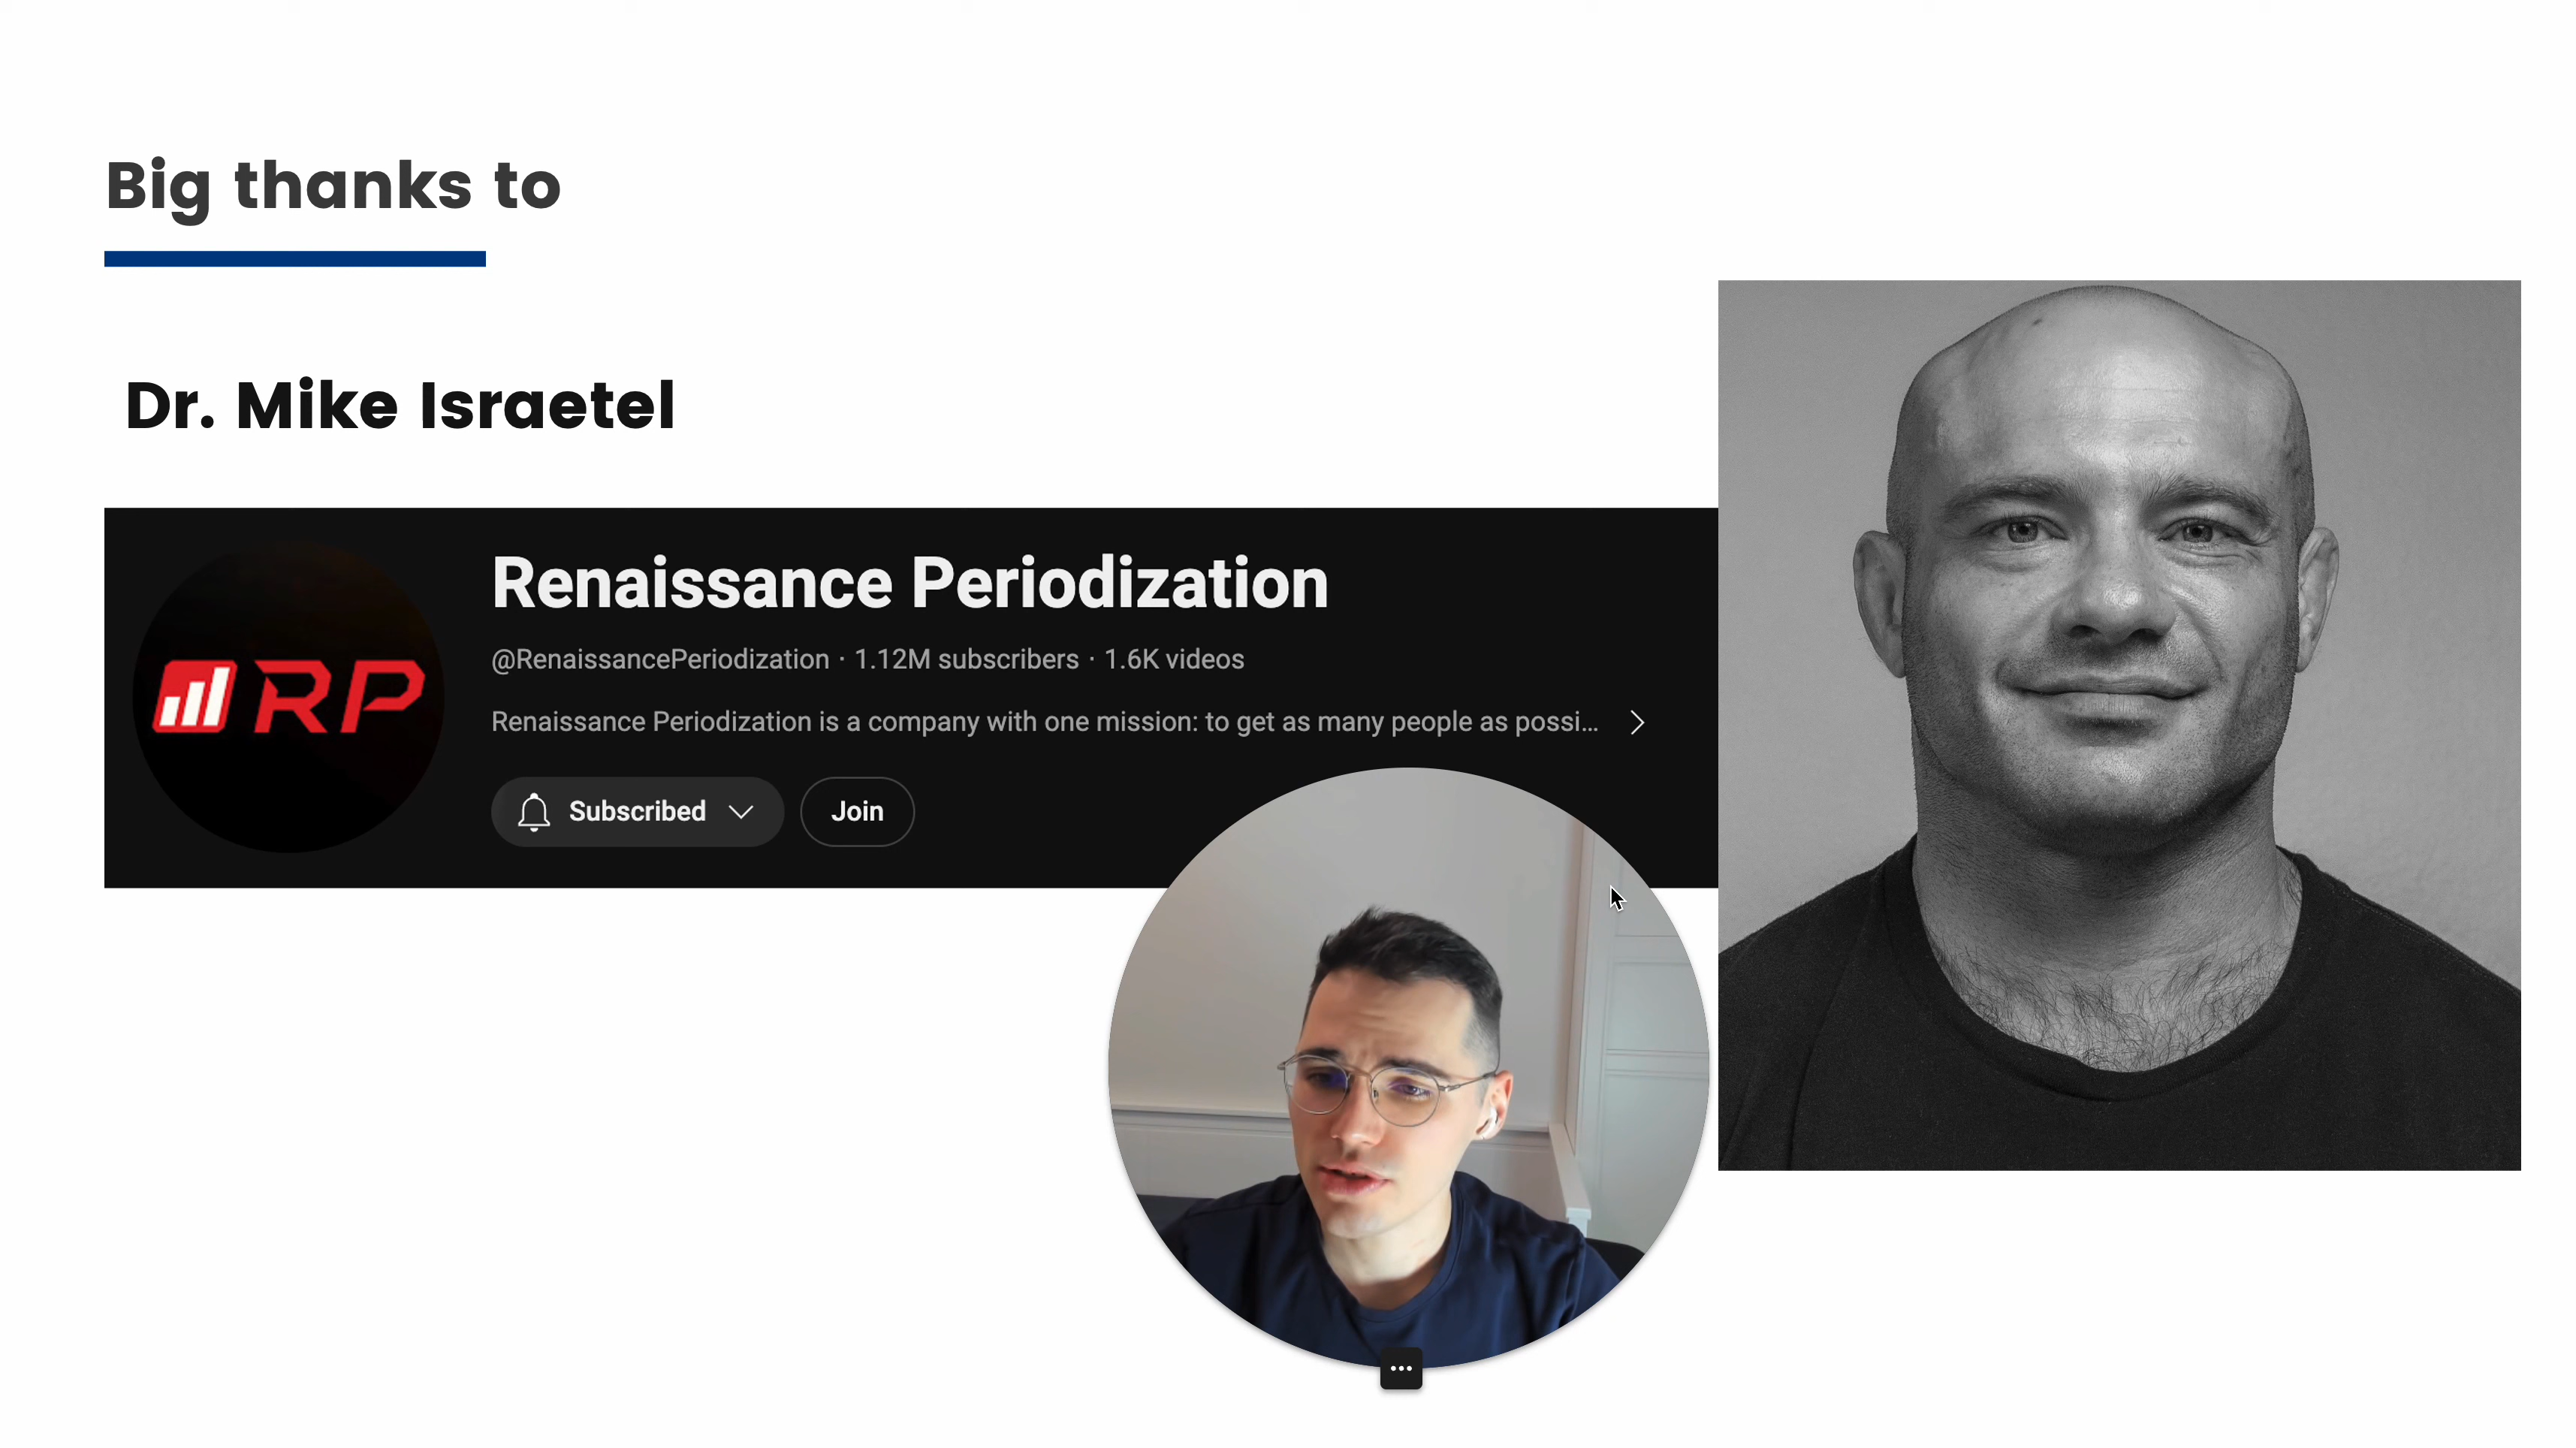 Big thanks to
Dr. Mike Israetel
RP
Renaissance Periodization
@RenaissancePeriodization · 1.12M subscribers · 1.6K videos
Renaissance Periodization is a company with one mission: to get as many people as possi...
Subscribed
Join